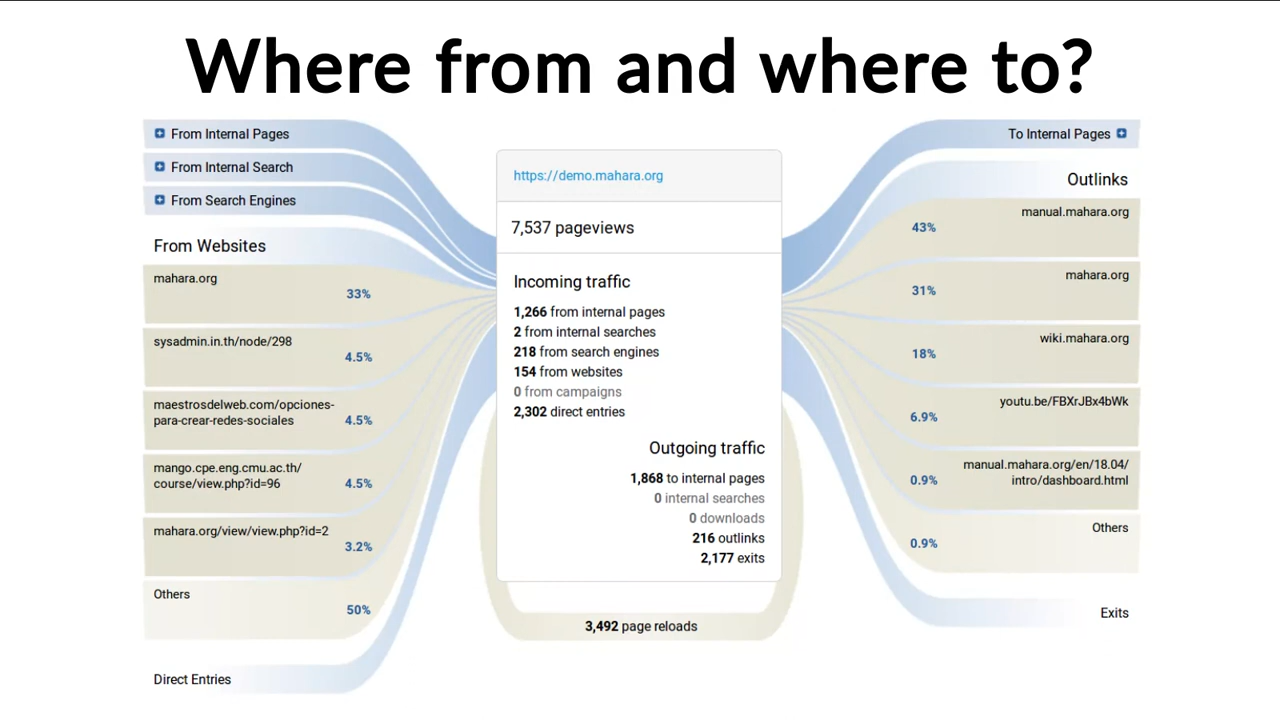 Where from and where to?
From Internal Pages
From Internal Search
From Search Engines
From Websites
mahara.org
33%
sysadmin.in.th/node/298
4.5%
maestrosdelweb.com/opciones-
para-crear-redes-sociales
4.5%
mango.cpe.eng.cmu.ac.th/
course/view.php?id=96
4.5%
mahara.org/view/view.php?id=2
3.2%
Others
50%
Direct Entries
https://demo.mahara.org
7,537 pageviews
Incoming traffic
1,266 from internal pages
2 from internal searches
218 from search engines
154 from websites
0 from campaigns
2,302 direct entries
Outgoing traffic
1,868 to internal pages
0 internal searches
0 downloads
216 outlinks
2,177 exits
3,492 page reloads
To Internal Pages
Outlinks
manual.mahara.org
43%
mahara.org
31%
wiki.mahara.org
18%
youtu.be/FBXrJBx4bWk
6.9%
manual.mahara.org/en/18.04/
intro/dashboard.html
0.9%
Others
0.9%
Exits